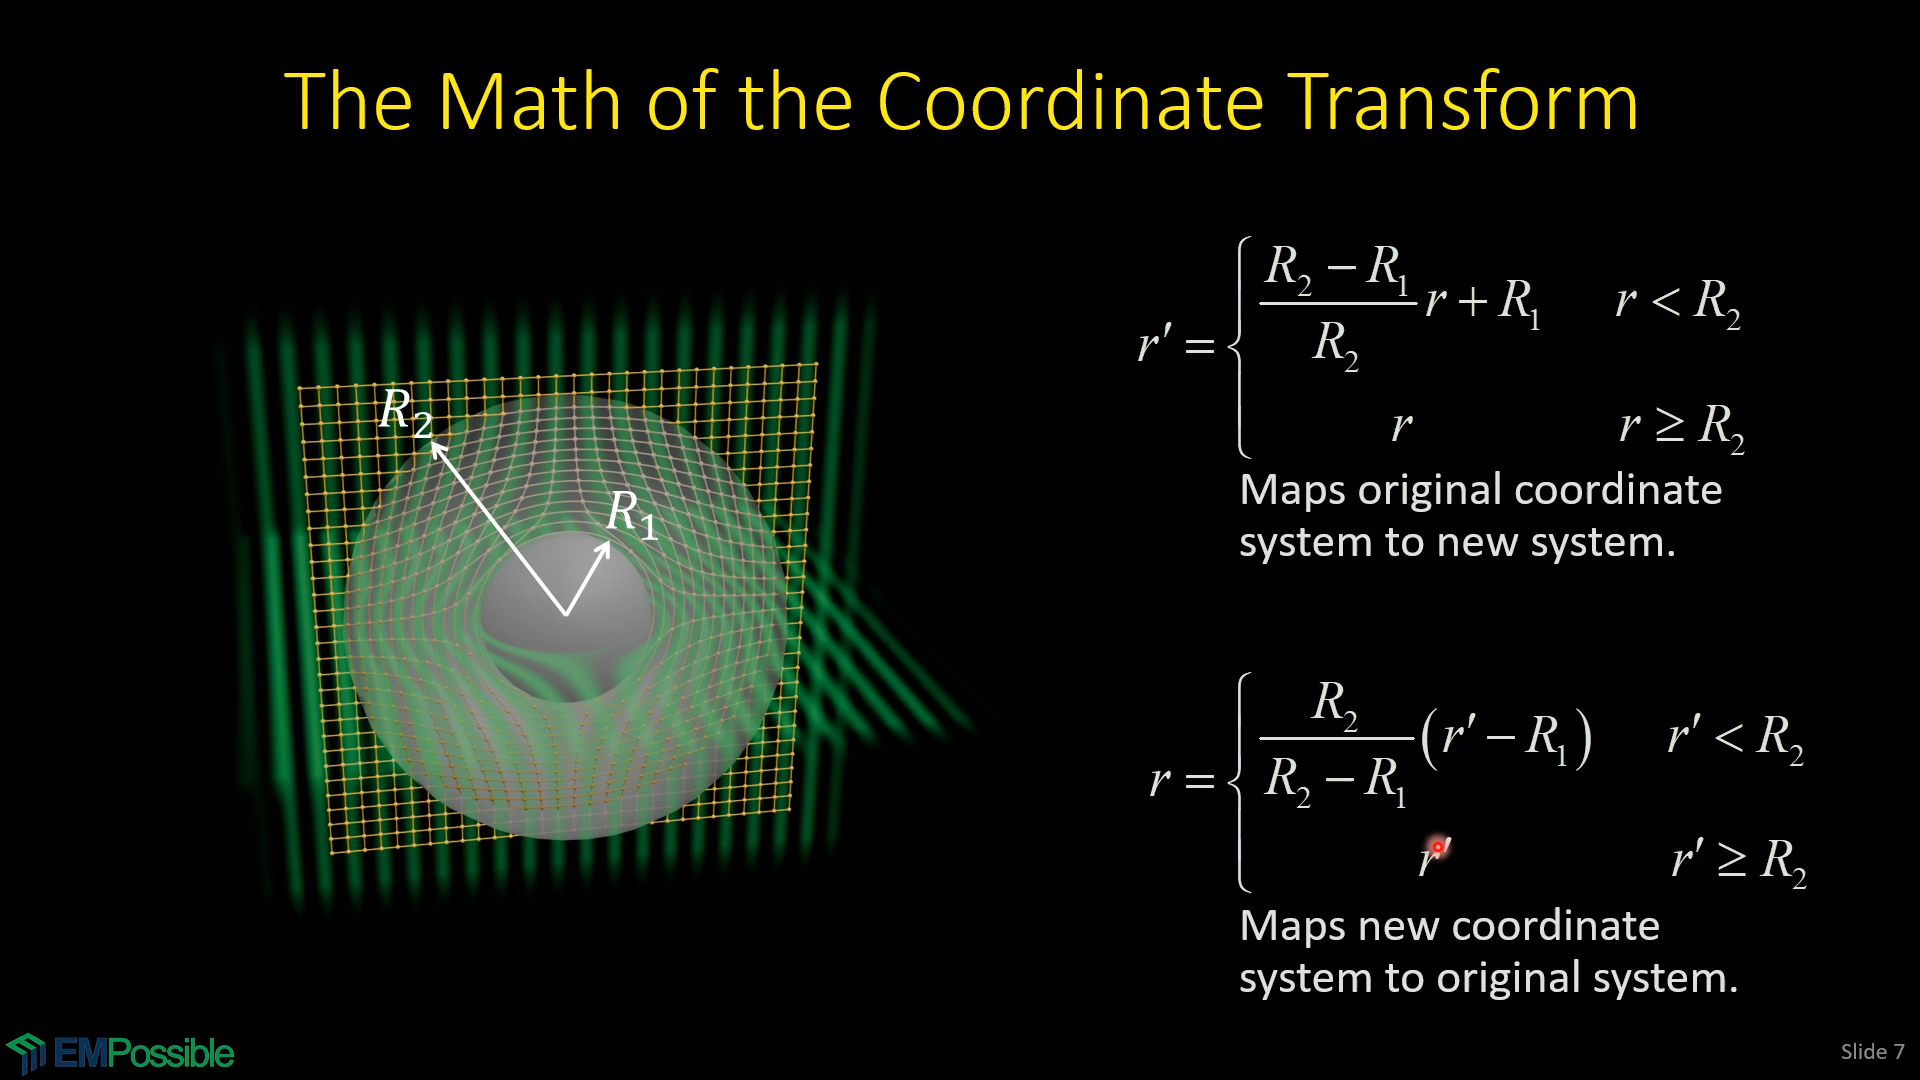 The Math of the Coordinate Transform
R₂
R₁
r′ = { (R₂ − R₁)/R₂ r + R₁   r < R₂
r   r ≥ R₂
Maps original coordinate
system to new system.
r = { R₂/(R₂ − R₁) (r′ − R₁)   r′ < R₂
r′   r′ ≥ R₂
Maps new coordinate
system to original system.
EMPossible
Slide 7